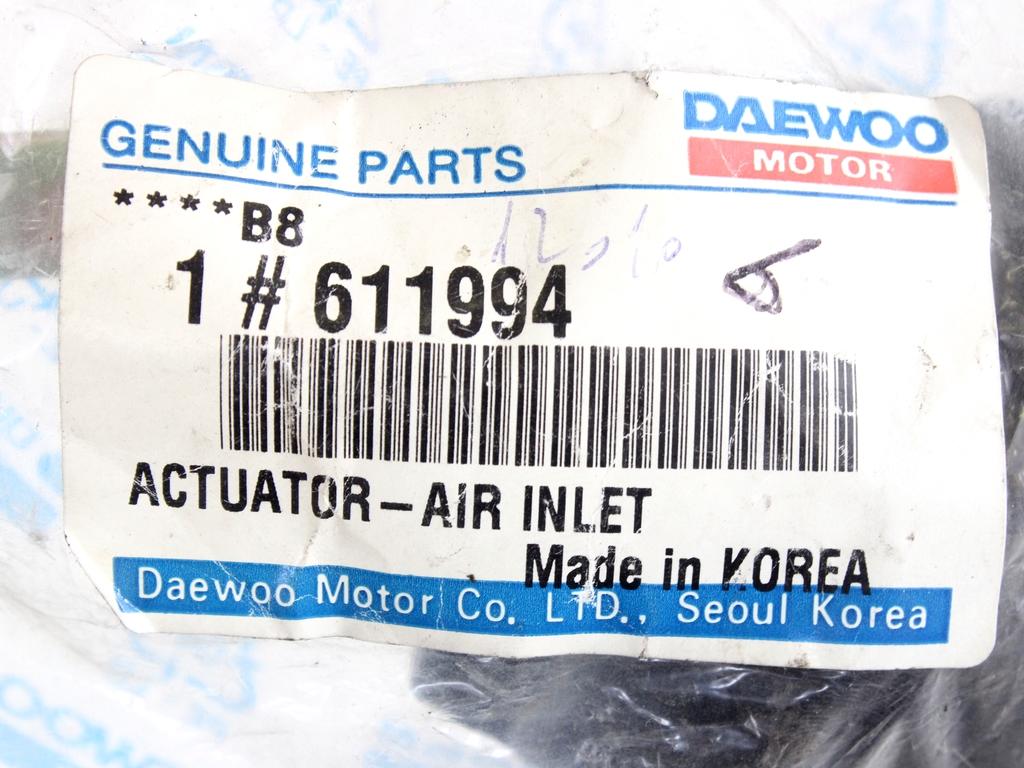 GENUINE PARTS
DAEWOO
MOTOR
****B8
1 # 611994
ACTUATOR-AIR INLET
Made in KOREA
Daewoo Motor Co. LTD., Seoul Korea